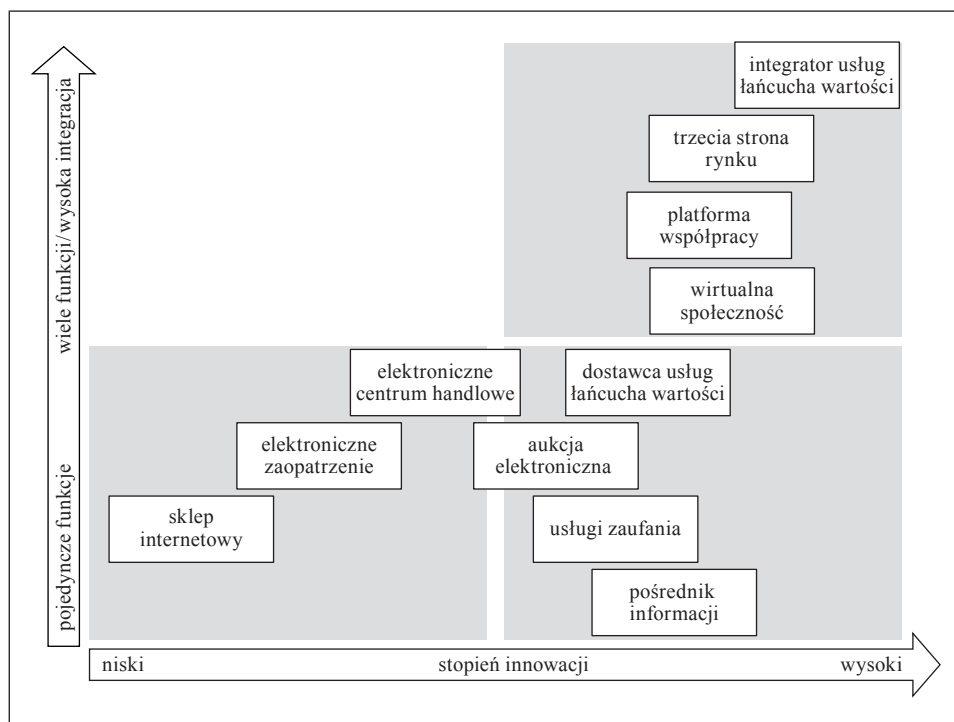 integrator usług
łańcucha wartości
trzecia strona
rynku
platforma
współpracy
wirtualna
społeczność
elektroniczne
centrum handlowe
dostawca usług
łańcucha wartości
elektroniczne
zaopatrzenie
aukcja
elektroniczna
sklep
internetowy
usługi zaufania
pośrednik
informacji
wiele funkcji/wysoka integracja
pojedyncze funkcje
niski
stopień innowacji
wysoki